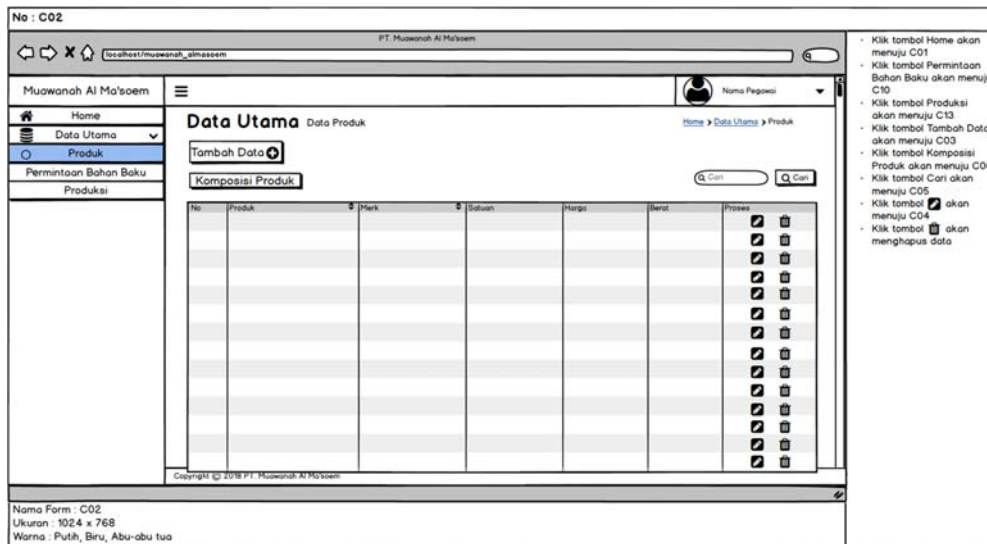 No : C02
PT. Muawanah Al Ma'soem
localhost/muawanah_almasoem
Muawanah Al Ma'soem
Nama Pegawai
Home
Data Utama
Produk
Permintaan Bahan Baku
Produksi
Data Utama Data Produk
Home > Data Utama > Produk
Tambah Data
Komposisi Produk
Cari
Cari
No Produk Merk Satuan Harga Berat Proses
Copyright © 2018 PT. Muawanah Al Ma'soem
- Klik tombol Home akan
menuju C01
- Klik tombol Permintaan
Bahan Baku akan menuju
C10
- Klik tombol Produksi
akan menuju C13
- Klik tombol Tambah Data
akan menuju C03
- Klik tombol Komposisi
Produk akan menuju
- Klik tombol Cari akan
menuju C05
- Klik tombol akan
menuju C04
- Klik tombol akan
menghapus data
Nama Form : C02
Ukuran : 1024 x 768
Warna : Putih, Biru, Abu-abu tua